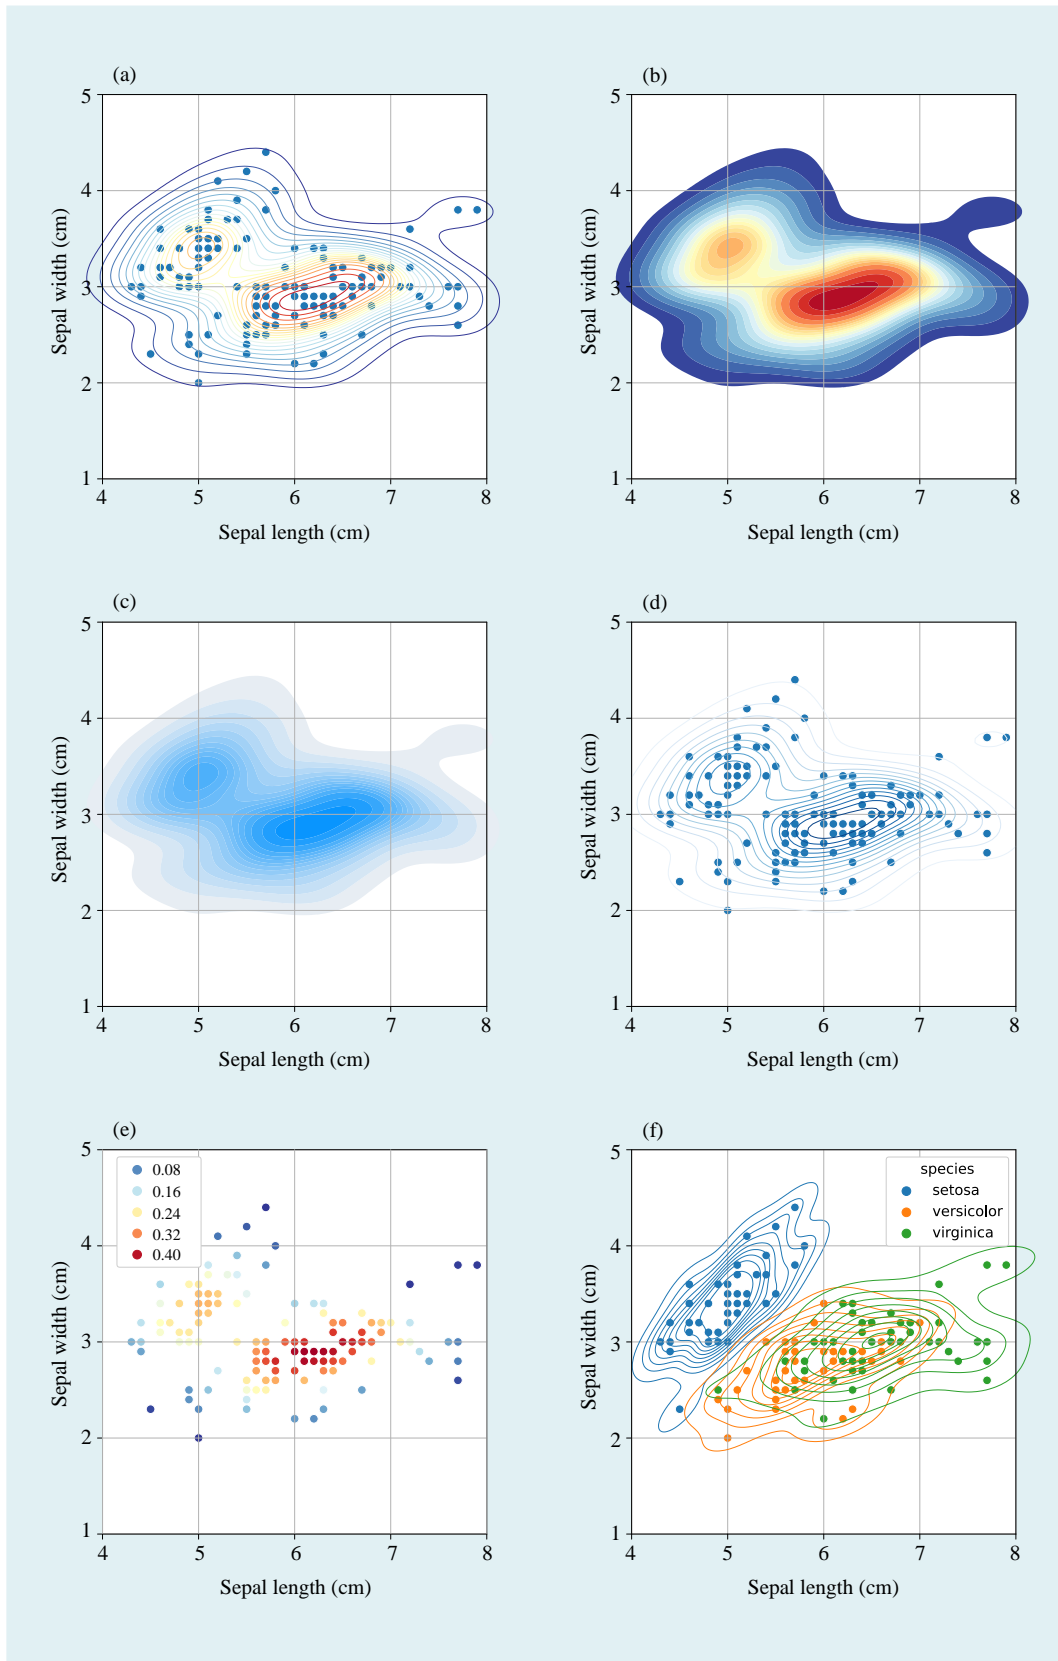 (a)
5
4
3
2
1
4 5 6 7 8
Sepal width (cm)
Sepal length (cm)
(b)
5
4
3
2
1
4 5 6 7 8
Sepal width (cm)
Sepal length (cm)
(c)
5
4
3
2
1
4 5 6 7 8
Sepal width (cm)
Sepal length (cm)
(d)
5
4
3
2
1
4 5 6 7 8
Sepal width (cm)
Sepal length (cm)
(e)
5
4
3
2
1
4 5 6 7 8
0.08
0.16
0.24
0.32
0.40
Sepal width (cm)
Sepal length (cm)
(f)
5
4
3
2
1
4 5 6 7 8
species
setosa
versicolor
virginica
Sepal width (cm)
Sepal length (cm)